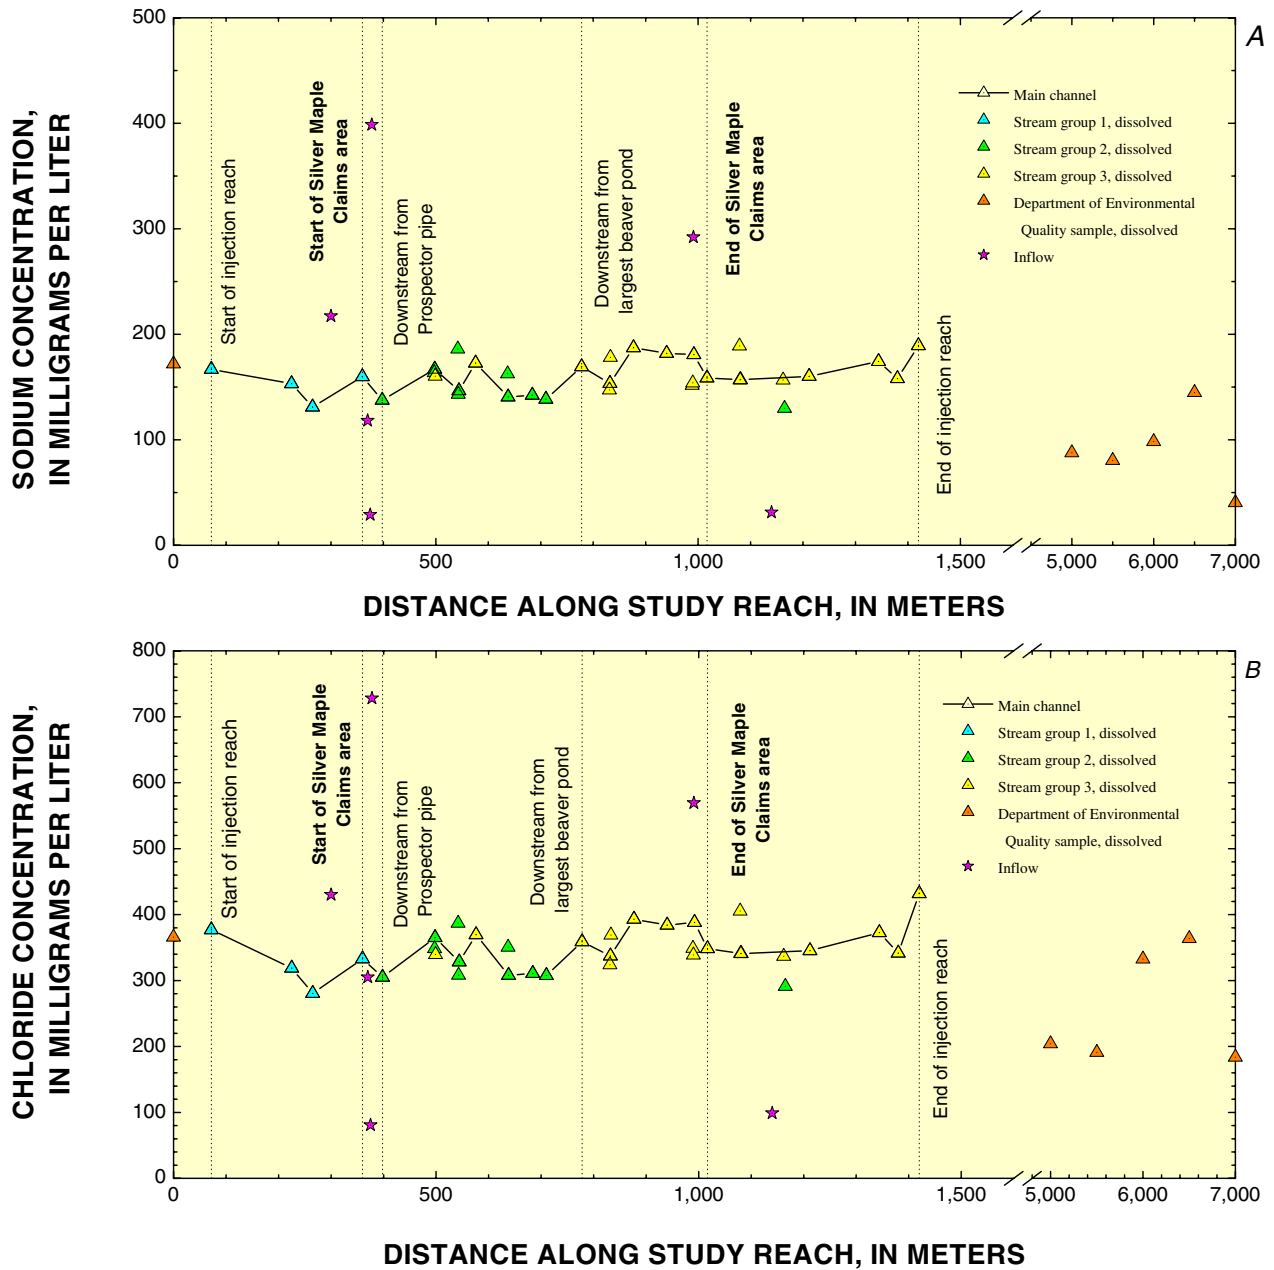 A
SODIUM CONCENTRATION,
IN MILLIGRAMS PER LITER
500
400
300
200
100
0
Start of injection reach
Start of Silver Maple
Claims area
Downstream from
Prospector pipe
Downstream from
largest beaver pond
End of Silver Maple
Claims area
End of injection reach
Main channel
Stream group 1, dissolved
Stream group 2, dissolved
Stream group 3, dissolved
Department of Environmental
Quality sample, dissolved
Inflow
0 500 1,000 1,500 5,000 6,000 7,000
DISTANCE ALONG STUDY REACH, IN METERS
B
CHLORIDE CONCENTRATION,
IN MILLIGRAMS PER LITER
800
700
600
500
400
300
200
100
0
Start of injection reach
Start of Silver Maple
Claims area
Downstream from
Prospector pipe
Downstream from
largest beaver pond
End of Silver Maple
Claims area
End of injection reach
Main channel
Stream group 1, dissolved
Stream group 2, dissolved
Stream group 3, dissolved
Department of Environmental
Quality sample, dissolved
Inflow
0 500 1,000 1,500 5,000 6,000 7,000
DISTANCE ALONG STUDY REACH, IN METERS